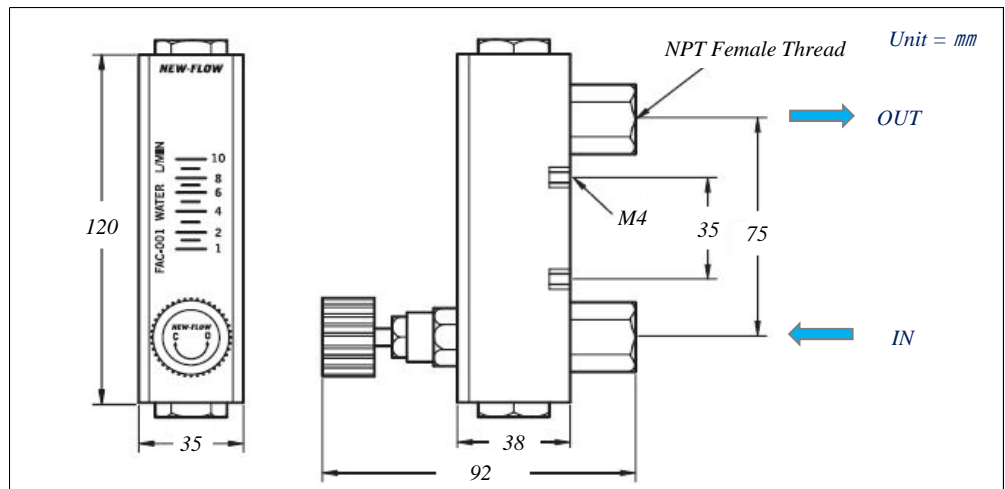 NEW-FLOW
FAC-001 WATER L/MIN
10
8
6
4
2
1
NEW-FLOW
C O
120
35
NPT Female Thread
Unit = mm
OUT
M4
35
75
IN
38
92